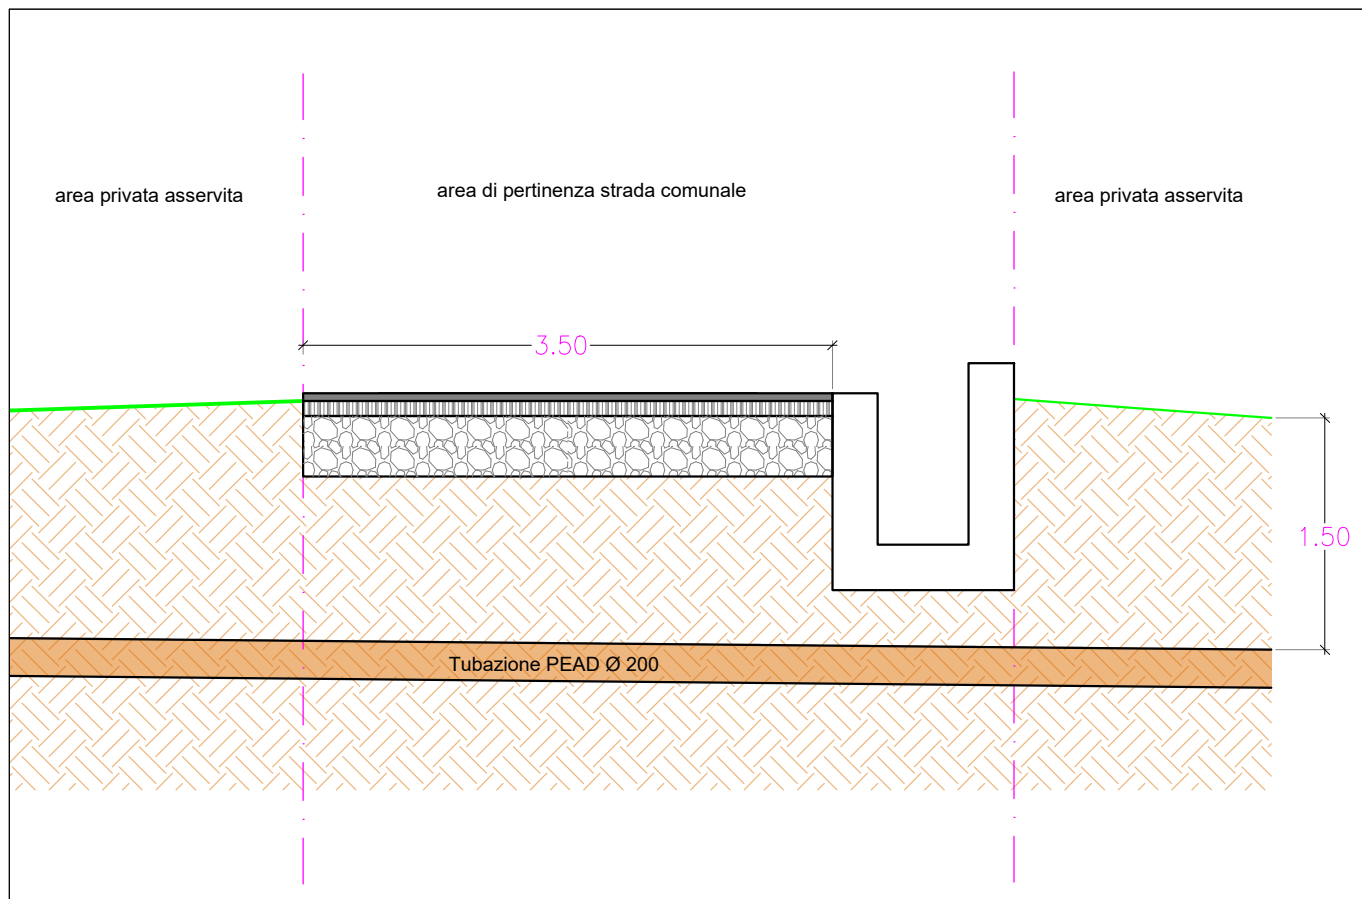 area privata asservita
area di pertinenza strada comunale
area privata asservita
3.50
1.50
Tubazione PEAD Ø 200